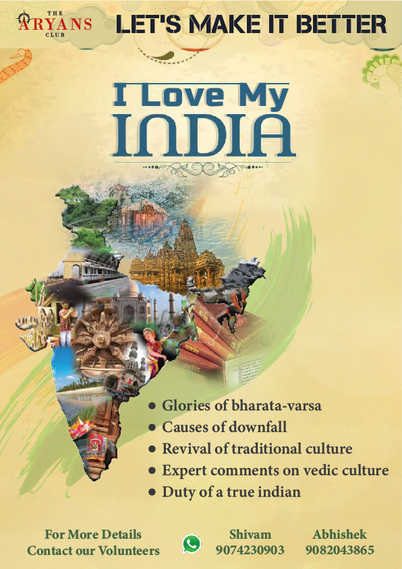 THE
ARYANS
CLUB
LET'S MAKE IT BETTER
I Love My
INDIA
• Glories of bharata-varsa
• Causes of downfall
• Revival of traditional culture
• Expert comments on vedic culture
• Duty of a true indian
For More Details
Contact our Volunteers
Shivam
9074230903
Abhishek
9082043865